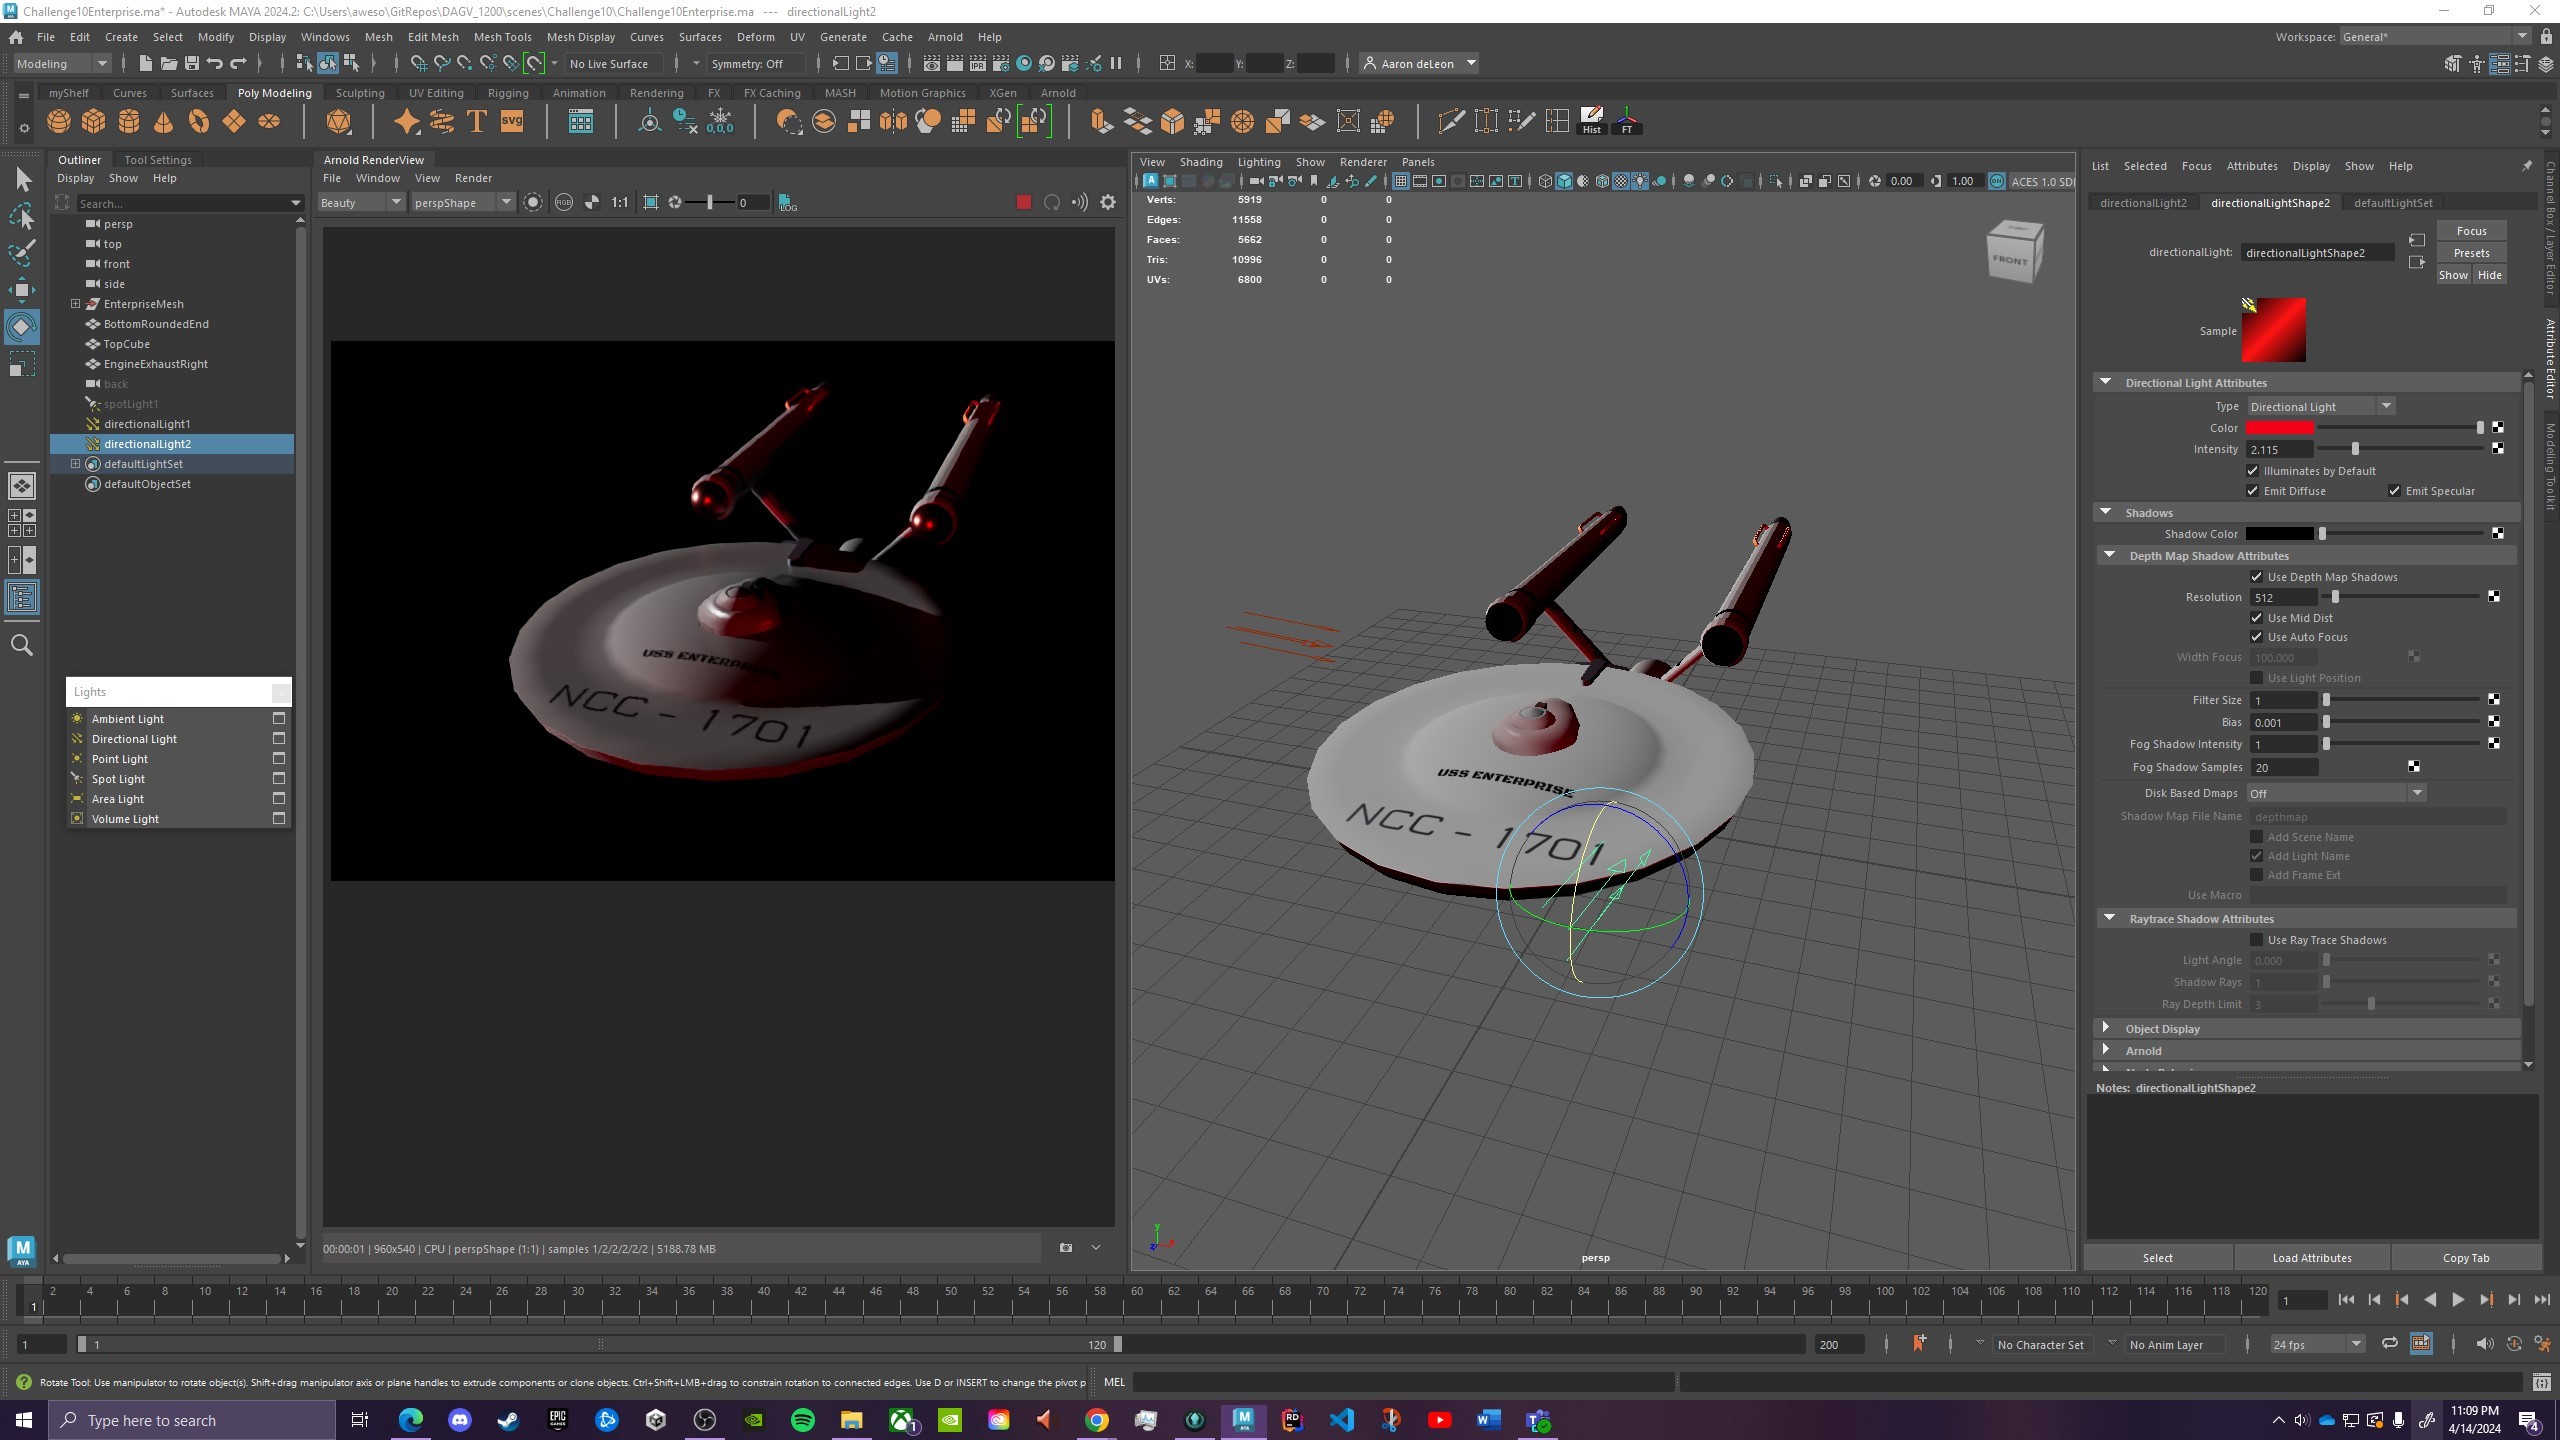 Challenge10Enterprise.ma* - Autodesk MAYA 2024.2: C:\Users\aweso\GitRepos\DAGV_1200\scenes\Challenge10\Challenge10Enterprise.ma --- directionalLight2
File Edit Create Select Modify Display Windows Mesh Edit Mesh Mesh Tools Mesh Display Curves Surfaces Deform UV Generate Cache Arnold Help
Workspace: General*
Modeling No Live Surface Symmetry: Off X: Y: Z: Aaron deLeon
myShelf Curves Surfaces Poly Modeling Sculpting UV Editing Rigging Animation Rendering FX FX Caching MASH Motion Graphics XGen Arnold
svg 0,0,0 Hist FT
Outliner Tool Settings
Display Show Help
Search...
persp
top
front
side
EnterpriseMesh
BottomRoundedEnd
TopCube
EngineExhaustRight
back
spotLight1
directionalLight1
directionalLight2
defaultLightSet
defaultObjectSet
Lights
Ambient Light
Directional Light
Point Light
Spot Light
Area Light
Volume Light
Arnold RenderView
File Window View Render
Beauty perspShape RGB 1:1 0 LOG
USS ENTERPRISE
NCC - 1701
00:00:01 | 960x540 | CPU | perspShape (1:1) | samples 1/2/2/2/2/2 | 5188.78 MB
View Shading Lighting Show Renderer Panels
0.00 1.00 ACES 1.0 SDI
Verts: 5919 0 0
Edges: 11558 0 0
Faces: 5662 0 0
Tris: 10996 0 0
UVs: 6800 0 0
FRONT
USS ENTERPRISE
NCC - 1701
y
z x
persp
List Selected Focus Attributes Display Show Help
directionalLight2 directionalLightShape2 defaultLightSet
directionalLight: directionalLightShape2
Focus
Presets
Show Hide
Sample
Directional Light Attributes
Type Directional Light
Color
Intensity 2.115
Illuminates by Default
Emit Diffuse Emit Specular
Shadows
Shadow Color
Depth Map Shadow Attributes
Use Depth Map Shadows
Resolution 512
Use Mid Dist
Use Auto Focus
Width Focus 100.000
Use Light Position
Filter Size 1
Bias 0.001
Fog Shadow Intensity 1
Fog Shadow Samples 20
Disk Based Dmaps Off
Shadow Map File Name depthmap
Add Scene Name
Add Light Name
Add Frame Ext
Use Macro
Raytrace Shadow Attributes
Use Ray Trace Shadows
Light Angle 0.000
Shadow Rays 1
Ray Depth Limit 3
Object Display
Arnold
Notes: directionalLightShape2
Select Load Attributes Copy Tab
Channel Box / Layer Editor
Attribute Editor
Modeling Toolkit
1 2 4 6 8 10 12 14 16 18 20 22 24 26 28 30 32 34 36 38 40 42 44 46 48 50 52 54 56 58 60 62 64 66 68 70 72 74 76 78 80 82 84 86 88 90 92 94 96 98 100 102 104 106 108 110 112 114 116 118 120 1
1 1 120 200 No Character Set No Anim Layer 24 fps
Rotate Tool: Use manipulator to rotate object(s). Shift+drag manipulator axis or plane handles to extrude components or clone objects. Ctrl+Shift+LMB+drag to constrain rotation to connected edges. Use D or INSERT to change the pivot p
MEL
Type here to search
11:09 PM
4/14/2024